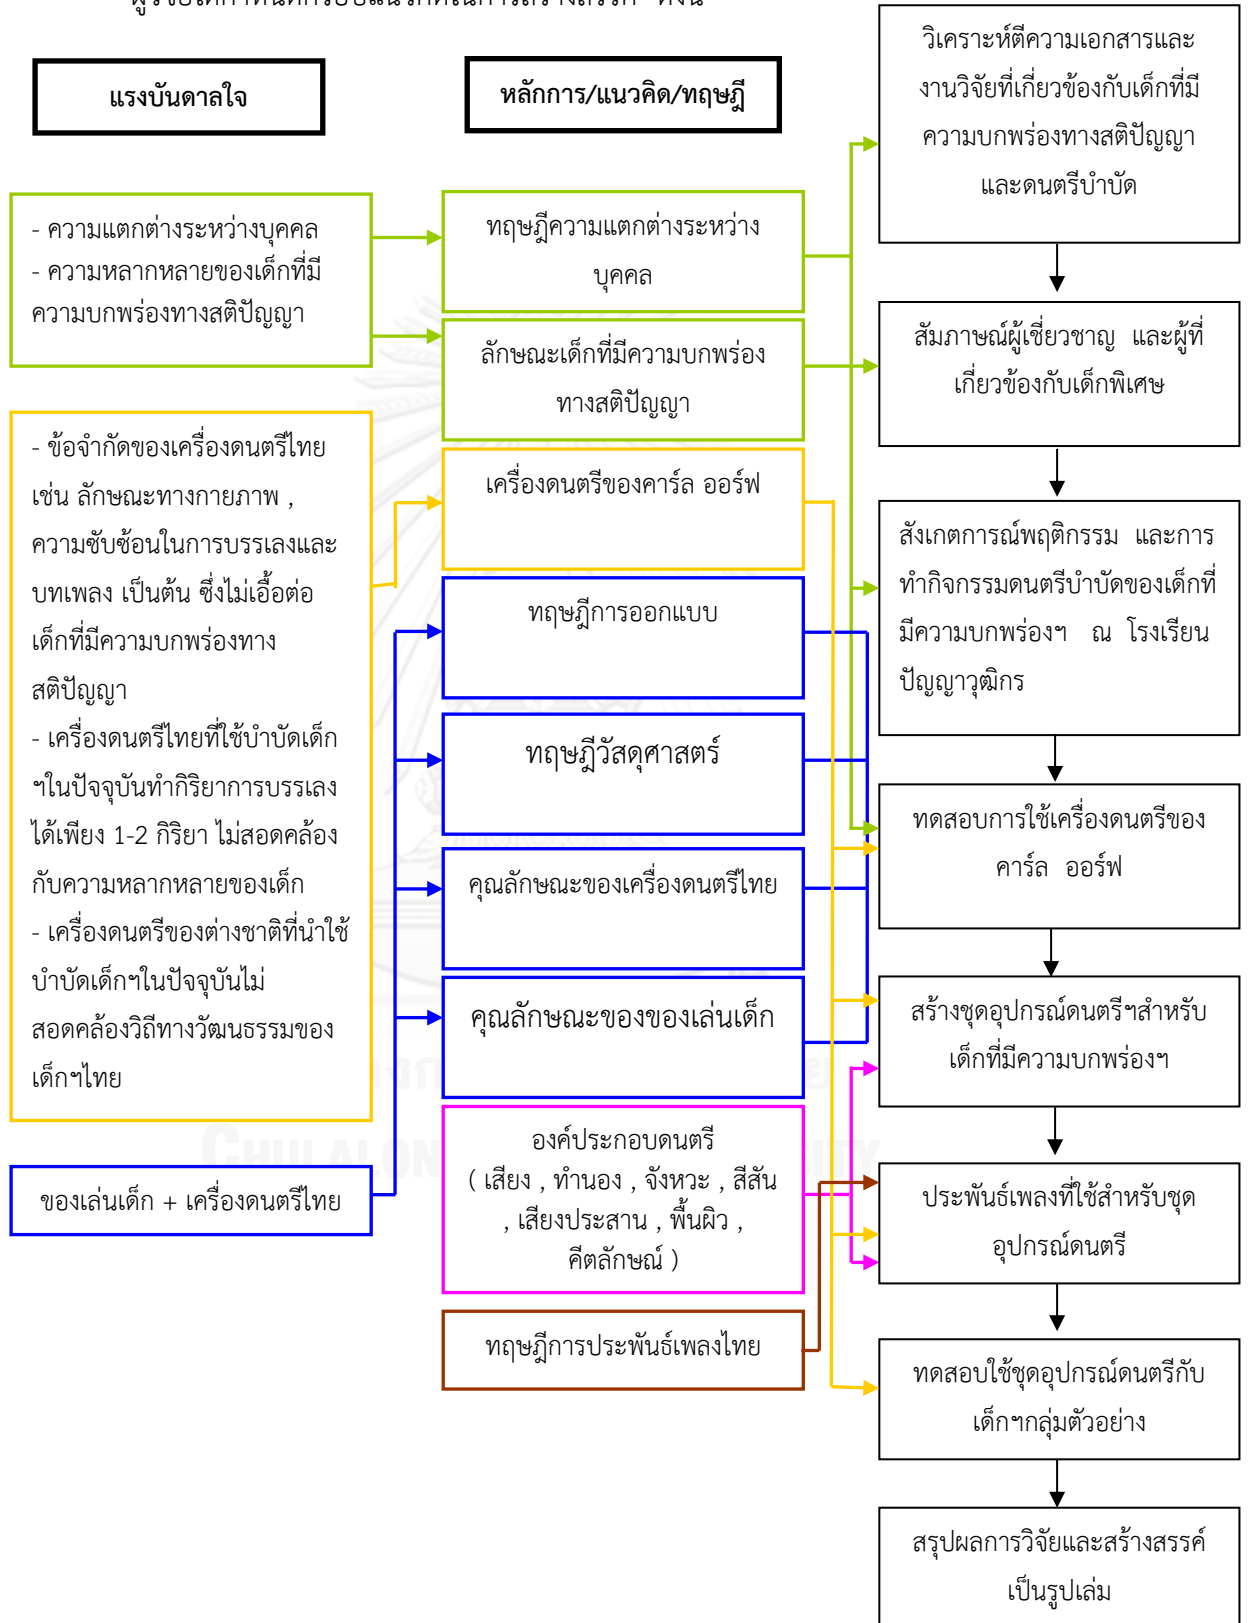 ผู้วิจัยได้กำหนดกรอบแนวคิดในการสร้างสรรค์ ดังนี้
แรงบันดาลใจ
- ความแตกต่างระหว่างบุคคล
- ความหลากหลายของเด็กที่มี
ความบกพร่องทางสติปัญญา
- ข้อจำกัดของเครื่องดนตรีไทย
เช่น ลักษณะทางกายภาพ ,
ความซับซ้อนในการบรรเลงและ
บทเพลง เป็นต้น ซึ่งไม่เอื้อต่อ
เด็กที่มีความบกพร่องทาง
สติปัญญา
- เครื่องดนตรีไทยที่ใช้บำบัดเด็ก
ฯในปัจจุบันทำกิริยาการบรรเลง
ได้เพียง 1-2 กิริยา ไม่สอดคล้อง
กับความหลากหลายของเด็ก
- เครื่องดนตรีของต่างชาติที่นำใช้
บำบัดเด็กฯในปัจจุบันไม่
สอดคล้องวิถีทางวัฒนธรรมของ
เด็กฯไทย
ของเล่นเด็ก + เครื่องดนตรีไทย
หลักการ/แนวคิด/ทฤษฎี
ทฤษฎีความแตกต่างระหว่าง
บุคคล
ลักษณะเด็กที่มีความบกพร่อง
ทางสติปัญญา
เครื่องดนตรีของคาร์ล ออร์ฟ
ทฤษฎีการออกแบบ
ทฤษฎีวัสดุศาสตร์
คุณลักษณะของเครื่องดนตรีไทย
คุณลักษณะของของเล่นเด็ก
องค์ประกอบดนตรี
( เสียง , ทำนอง , จังหวะ , สีสัน
, เสียงประสาน , พื้นผิว ,
คีตลักษณ์ )
ทฤษฎีการประพันธ์เพลงไทย
วิเคราะห์ตีความเอกสารและ
งานวิจัยที่เกี่ยวข้องกับเด็กที่มี
ความบกพร่องทางสติปัญญา
และดนตรีบำบัด
สัมภาษณ์ผู้เชี่ยวชาญ และผู้ที่
เกี่ยวข้องกับเด็กพิเศษ
สังเกตการณ์พฤติกรรม และการ
ทำกิจกรรมดนตรีบำบัดของเด็กที่
มีความบกพร่องฯ ณ โรงเรียน
ปัญญาวุฒิกร
ทดสอบการใช้เครื่องดนตรีของ
คาร์ล ออร์ฟ
สร้างชุดอุปกรณ์ดนตรีฯสำหรับ
เด็กที่มีความบกพร่องฯ
ประพันธ์เพลงที่ใช้สำหรับชุด
อุปกรณ์ดนตรี
ทดสอบใช้ชุดอุปกรณ์ดนตรีกับ
เด็กฯกลุ่มตัวอย่าง
สรุปผลการวิจัยและสร้างสรรค์
เป็นรูปเล่ม